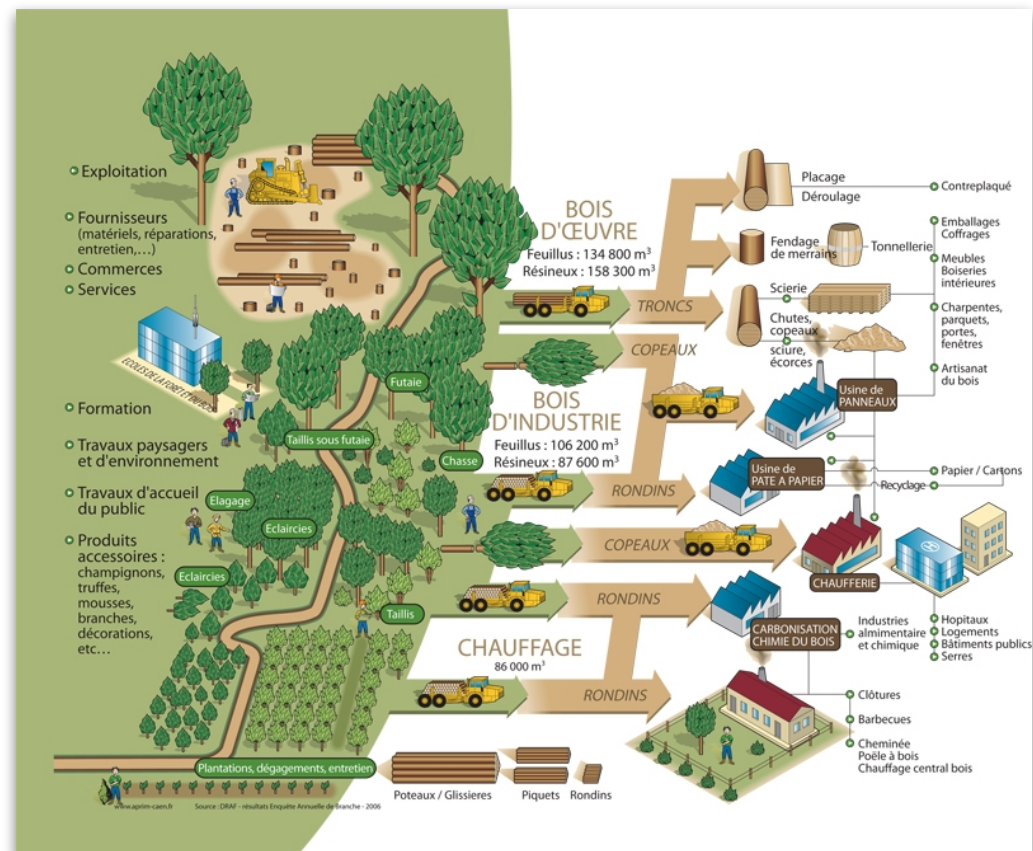 Exploitation
Fournisseurs
(matériels, réparations,
entretien,...)
Commerces
Services
ECOLES DE LA FORET ET DU BOIS
Formation
Travaux paysagers
et d'environnement
Travaux d'accueil
du public
Produits
accessoires :
champignons,
truffes,
mousses,
branches,
décorations,
etc...
Futaie
Taillis sous futaie
Chasse
Elagage
Eclaircies
Eclaircies
Taillis
Plantations, dégagements, entretien
www.aprim-caen.fr
Source : DRAF - résultats Enquête Annuelle de Branche - 2006
BOIS
D'ŒUVRE
Feuillus : 134 800 m³
Résineux : 158 300 m³
TRONCS
COPEAUX
BOIS
D'INDUSTRIE
Feuillus : 106 200 m³
Résineux : 87 600 m³
RONDINS
COPEAUX
RONDINS
CHAUFFAGE
86 000 m³
RONDINS
Poteaux / Glissieres
Piquets
Rondins
Placage
Déroulage
Contreplaqué
Fendage
de merrains
Tonnellerie
Emballages
Coffrages
Meubles
Boiseries
intérieures
Scierie
Chutes,
copeaux
sciure,
écorces
Charpentes,
parquets,
portes,
fenêtres
Artisanat
du bois
Usine de
PANNEAUX
Usine de
PATE A PAPIER
Papier / Cartons
Recyclage
H
CHAUFFERIE
CARBONISATION
CHIMIE DU BOIS
Industries
almimentaire
et chimique
Hopitaux
Logements
Bâtiments publics
Serres
Clôtures
Barbecues
Cheminée
Poële à bois
Chauffage central bois